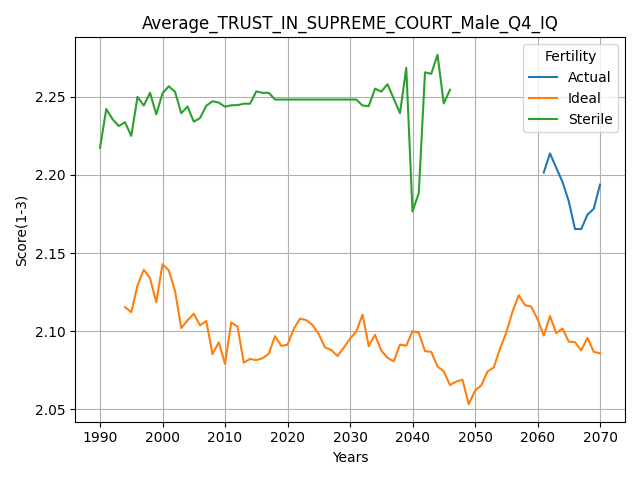 Average_TRUST_IN_SUPREME_COURT_Male_Q4_IQ
Fertility
Actual
Ideal
Sterile
Score(1-3)
2.25
2.20
2.15
2.10
2.05
1990 2000 2010 2020 2030 2040 2050 2060 2070
Years